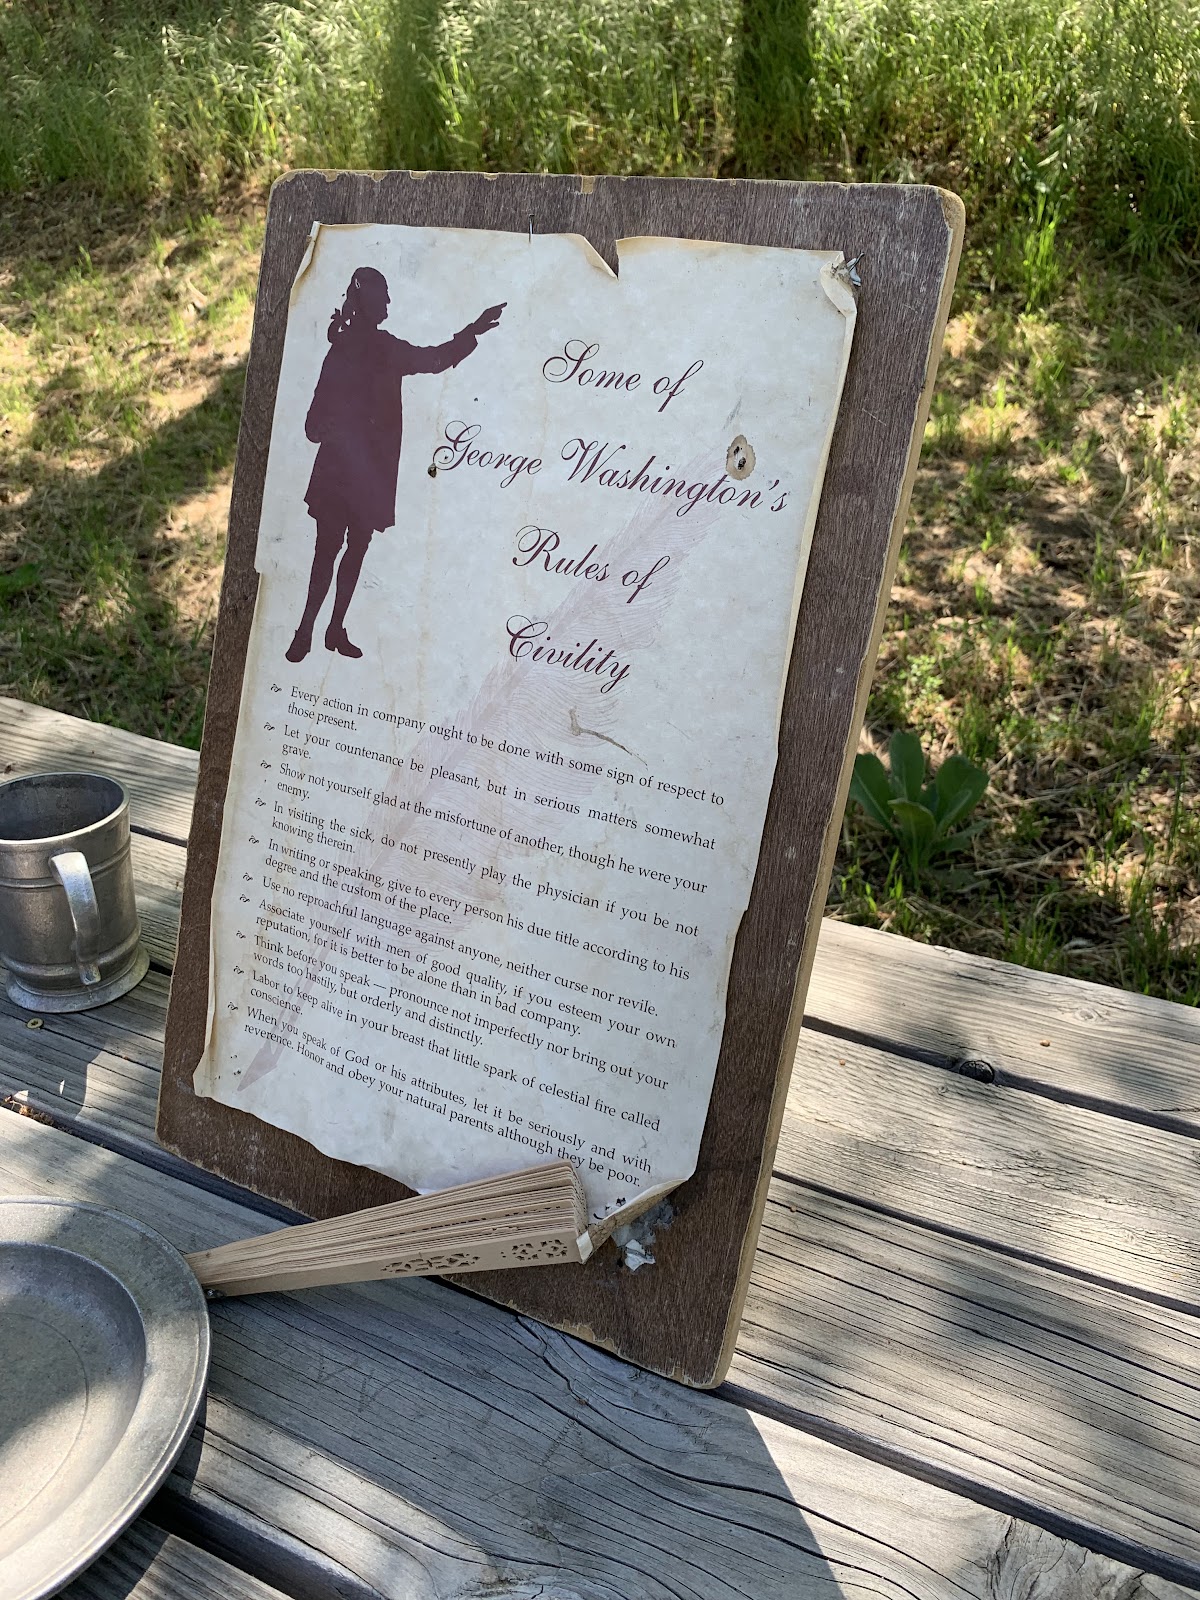 Some of
George Washington's
Rules of
Civility
Every action in company ought to be done with some sign of respect to
those present.
Let your countenance be pleasant, but in serious matters somewhat
grave.
Show not yourself glad at the misfortune of another, though he were your
enemy.
In visiting the sick, do not presently play the physician if you be not
knowing therein.
In writing or speaking, give to every person his due title according to his
degree and the custom of the place.
Use no reproachful language against anyone, neither curse nor revile.
Associate yourself with men of good quality, if you esteem your own
reputation, for it is better to be alone than in bad company.
Think before you speak — pronounce not imperfectly nor bring out your
words too hastily, but orderly and distinctly.
Labor to keep alive in your breast that little spark of celestial fire called
conscience.
When you speak of God or his attributes, let it be seriously and with
reverence. Honor and obey your natural parents although they be poor.